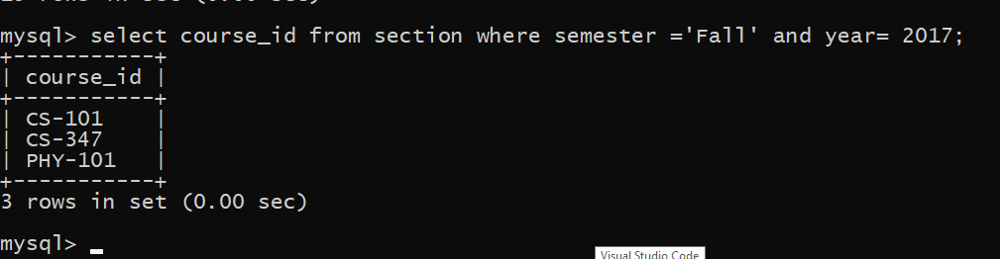 mysql> select course_id from section where semester ='Fall' and year= 2017;
+-----------+
| course_id |
+-----------+
| CS-101    |
| CS-347    |
| PHY-101   |
+-----------+
3 rows in set (0.00 sec)
mysql>
Visual Studio Code